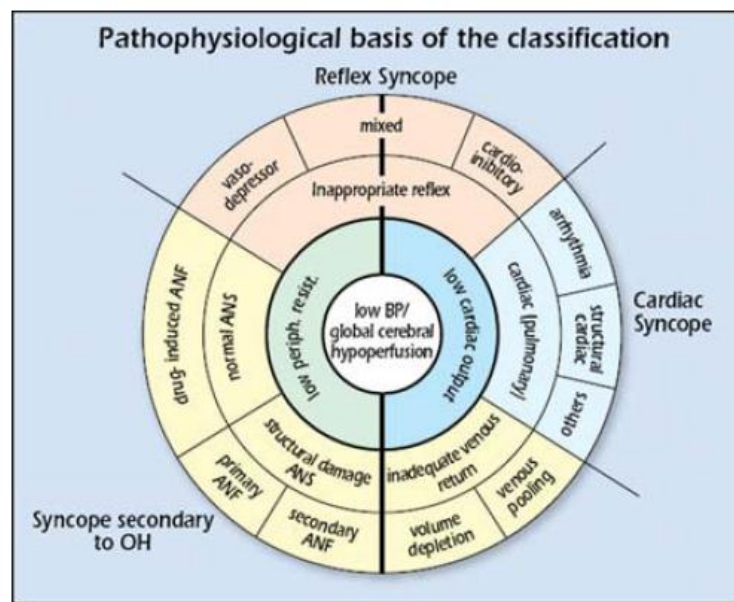 Pathophysiological basis of the classification
Reflex Syncope
mixed
vaso-
depressor
cardio-
inibitory
Inappropriate reflex
arrhythmia
structural
cardiac
others
Cardiac
Syncope
cardiac (pulmonary)
drug- induced ANF
normal ANS
low periph. resist.
low cardiac output
low BP/
global cerebral
hypoperfusion
structural damage
ANS
inadequate venous
return
primary
ANF
secondary
ANF
volume
depletion
venous
pooling
Syncope secondary
to OH